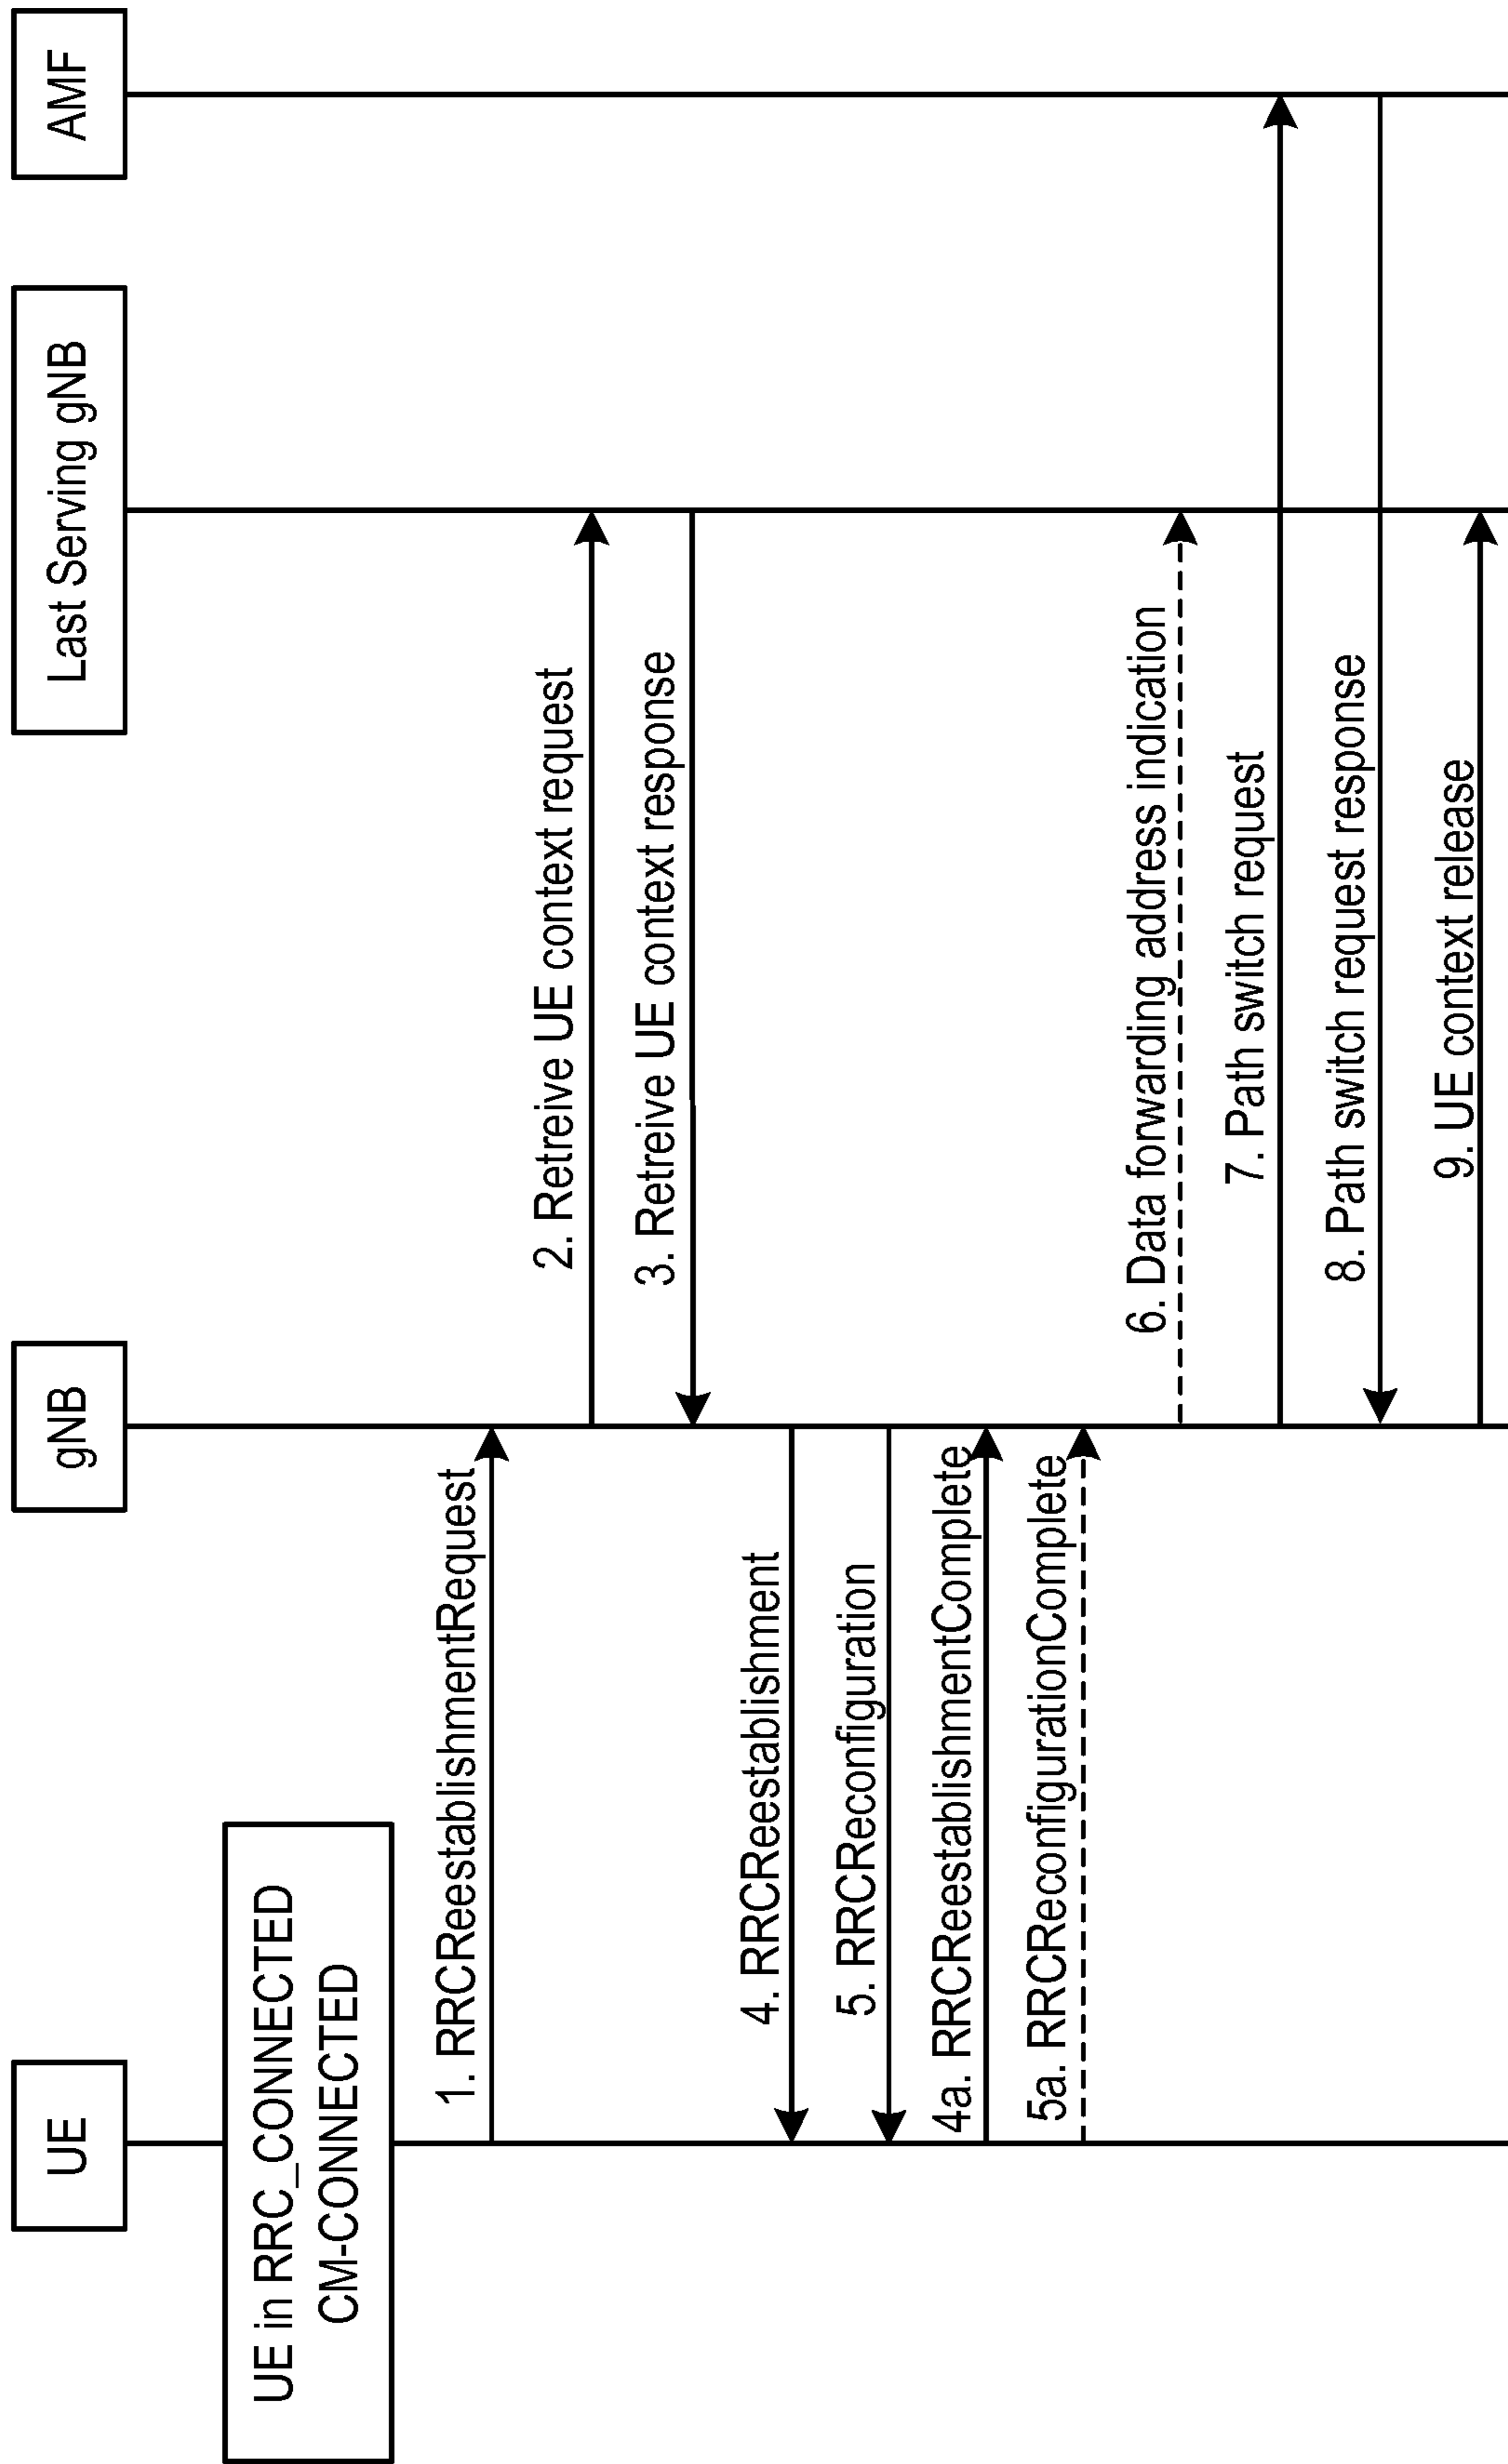 UE
gNB
Last Serving gNB
AMF
UE in RRC_CONNECTED
CM-CONNECTED
1. RRCReestablishmentRequest
2. Retreive UE context request
3. Retreive UE context response
4. RRCReestablishment
5. RRCReconfiguration
4a. RRCReestablishmentComplete
5a. RRCReconfigurationComplete
6. Data forwarding address indication
7. Path switch request
8. Path switch request response
9. UE context release